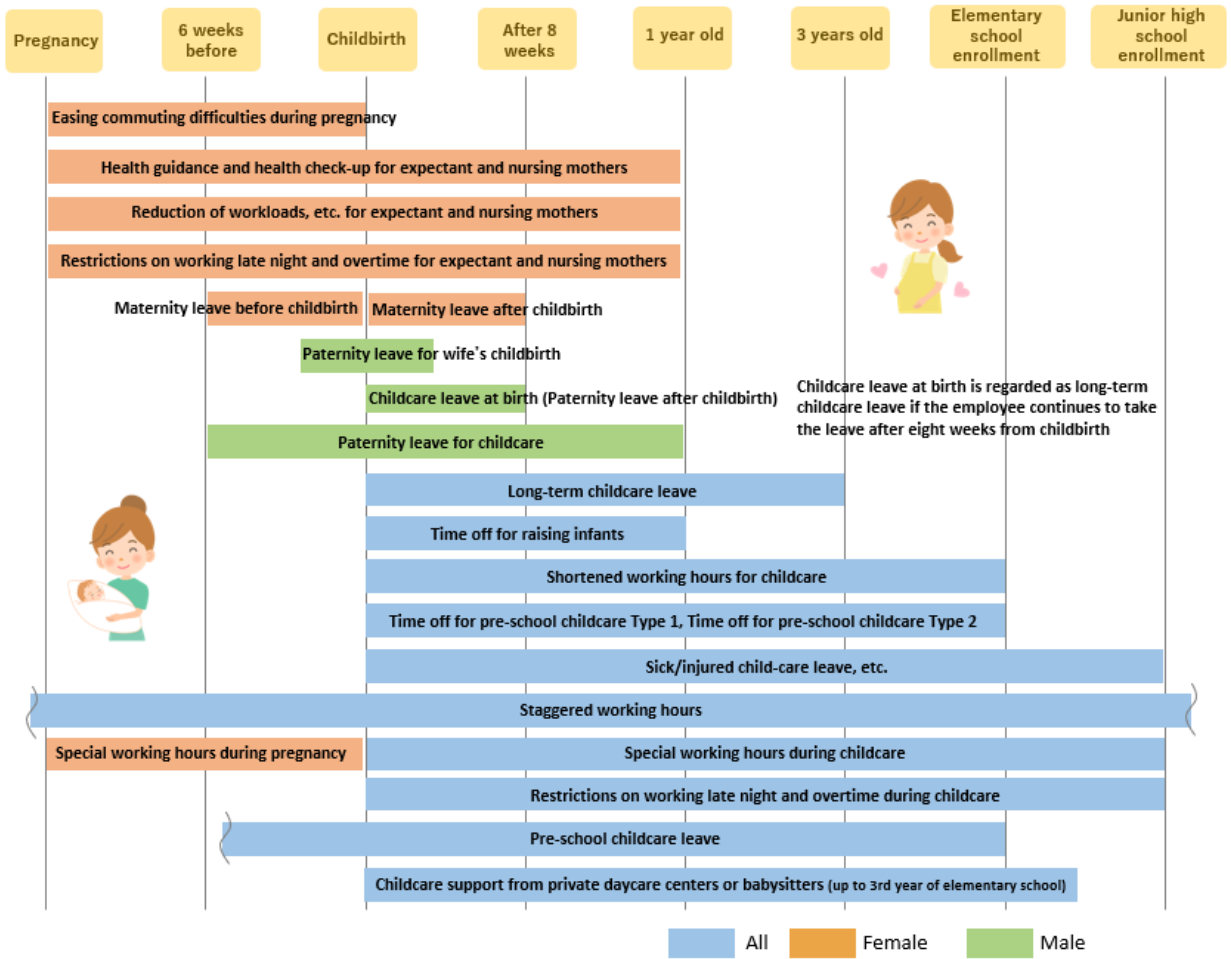 Pregnancy
6 weeks
before
Childbirth
After 8
weeks
1 year old
3 years old
Elementary
school
enrollment
Junior high
school
enrollment
Easing commuting difficulties during pregnancy
Health guidance and health check-up for expectant and nursing mothers
Reduction of workloads, etc. for expectant and nursing mothers
Restrictions on working late night and overtime for expectant and nursing mothers
Maternity leave before childbirth
Maternity leave after childbirth
Paternity leave for wife's childbirth
Childcare leave at birth (Paternity leave after childbirth)
Childcare leave at birth is regarded as long-term
childcare leave if the employee continues to take
the leave after eight weeks from childbirth
Paternity leave for childcare
Long-term childcare leave
Time off for raising infants
Shortened working hours for childcare
Time off for pre-school childcare Type 1, Time off for pre-school childcare Type 2
Sick/injured child-care leave, etc.
Staggered working hours
Special working hours during pregnancy
Special working hours during childcare
Restrictions on working late night and overtime during childcare
Pre-school childcare leave
Childcare support from private daycare centers or babysitters (up to 3rd year of elementary school)
All
Female
Male